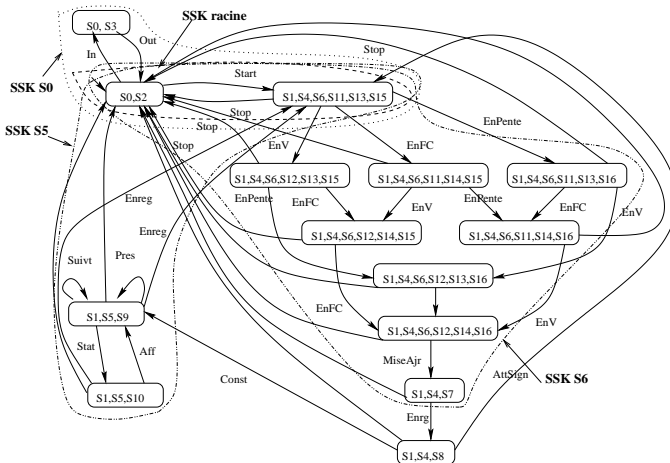 SSK racine
S0, S3
Out
Stop
In
SSK S0
Start
S0,S2
S1,S4,S6,S11,S13,S15
Stop
EnPente
SSK S5
Stop
EnV
EnFC
Stop
S1,S4,S6,S12,S13,S15
S1,S4,S6,S11,S14,S15
S1,S4,S6,S11,S13,S16
EnPente
EnFC
EnV
EnPente
EnFC
EnV
Enreg
Enreg
S1,S4,S6,S12,S14,S15
S1,S4,S6,S11,S14,S16
Suivt
Pres
S1,S4,S6,S12,S13,S16
EnFC
S1,S5,S9
S1,S4,S6,S12,S14,S16
EnV
Stat
Aff
MiseAjr
SSK S6
Const
AttSign
S1,S5,S10
S1,S4,S7
Enrg
S1,S4,S8